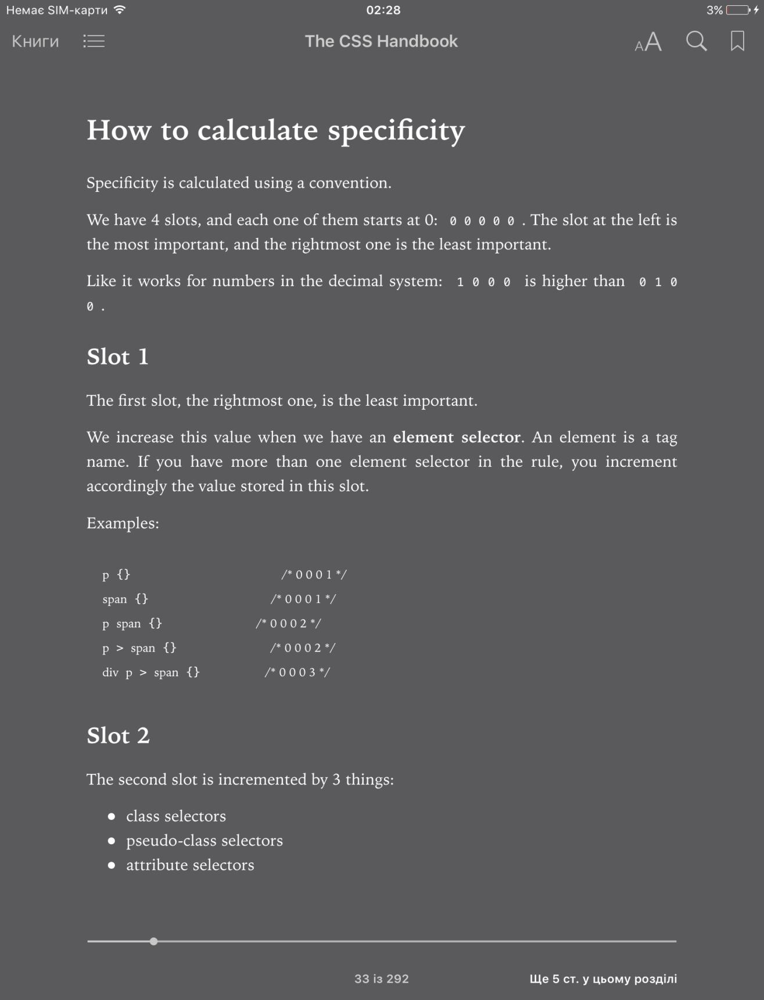 Немає SIM-карти
02:28
3%
Книги
The CSS Handbook
AA
How to calculate specificity
Specificity is calculated using a convention.
We have 4 slots, and each one of them starts at 0: 0 0 0 0 0 . The slot at the left is
the most important, and the rightmost one is the least important.
Like it works for numbers in the decimal system: 1 0 0 0 is higher than 0 1 0
0 .
Slot 1
The first slot, the rightmost one, is the least important.
We increase this value when we have an element selector. An element is a tag
name. If you have more than one element selector in the rule, you increment
accordingly the value stored in this slot.
Examples:
p {} /* 0 0 0 1 */
span {} /* 0 0 0 1 */
p span {} /* 0 0 0 2 */
p > span {} /* 0 0 0 2 */
div p > span {} /* 0 0 0 3 */
Slot 2
The second slot is incremented by 3 things:
• class selectors
• pseudo-class selectors
• attribute selectors
33 із 292
Ще 5 ст. у цьому розділі